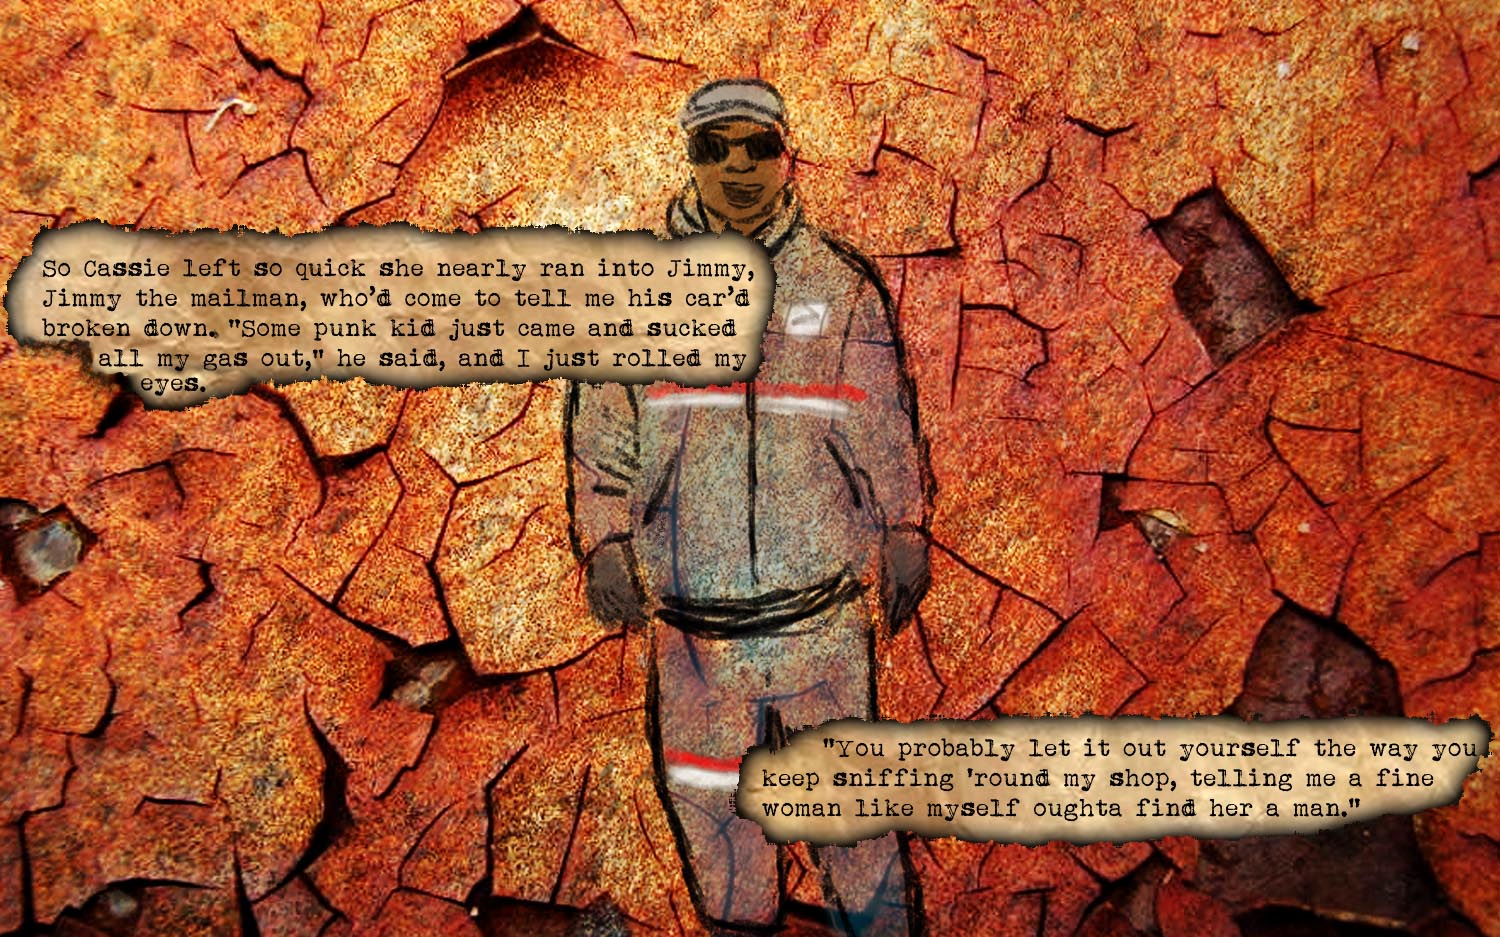 So Cassie left so quick she nearly ran into Jimmy,
Jimmy the mailman, who'd come to tell me his car'd
broken down. "Some punk kid just came and sucked
all my gas out," he said, and I just rolled my
eyes.
"You probably let it out yourself the way you
keep sniffing 'round my shop, telling me a fine
woman like myself oughta find her a man."